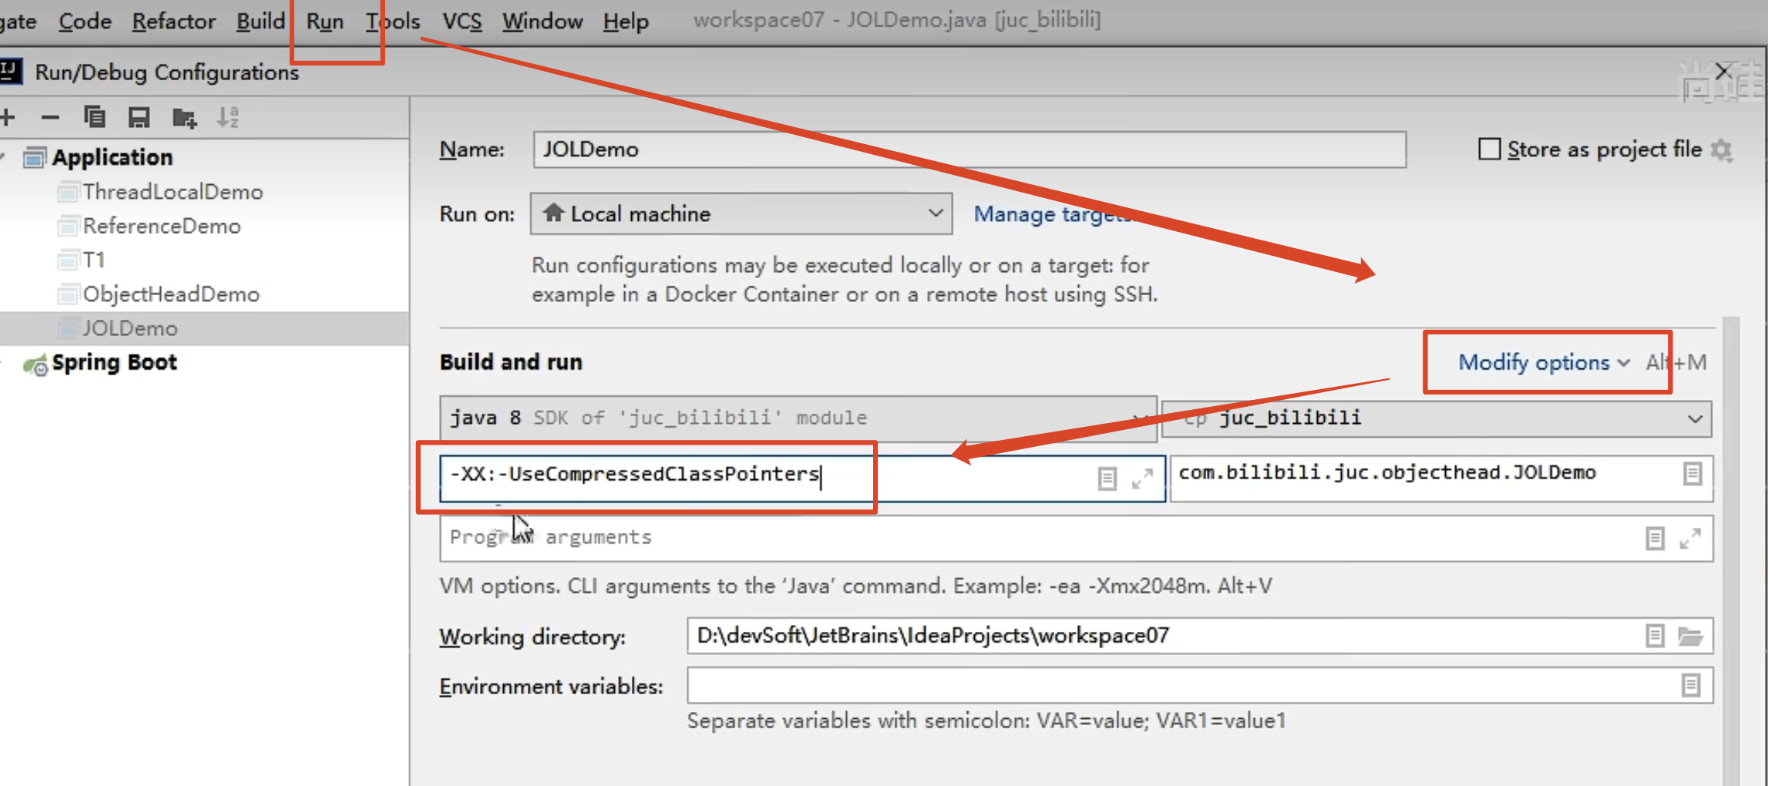 gate Code Refactor Build Run Tools VCS Window Help workspace07 - JOLDemo.java [juc_bilibili]
IJ Run/Debug Configurations
尚硅
Application
ThreadLocalDemo
ReferenceDemo
T1
ObjectHeadDemo
JOLDemo
Spring Boot
Name: JOLDemo Store as project file
Run on: Local machine Manage targets
Run configurations may be executed locally or on a target: for
example in a Docker Container or on a remote host using SSH.
Build and run Modify options Alt+M
java 8 SDK of 'juc_bilibili' module cp juc_bilibili
-XX:-UseCompressedClassPointers com.bilibili.juc.objecthead.JOLDemo
Program arguments
VM options. CLI arguments to the ‘Java’ command. Example: -ea -Xmx2048m. Alt+V
Working directory: D:\devSoft\JetBrains\IdeaProjects\workspace07
Environment variables:
Separate variables with semicolon: VAR=value; VAR1=value1